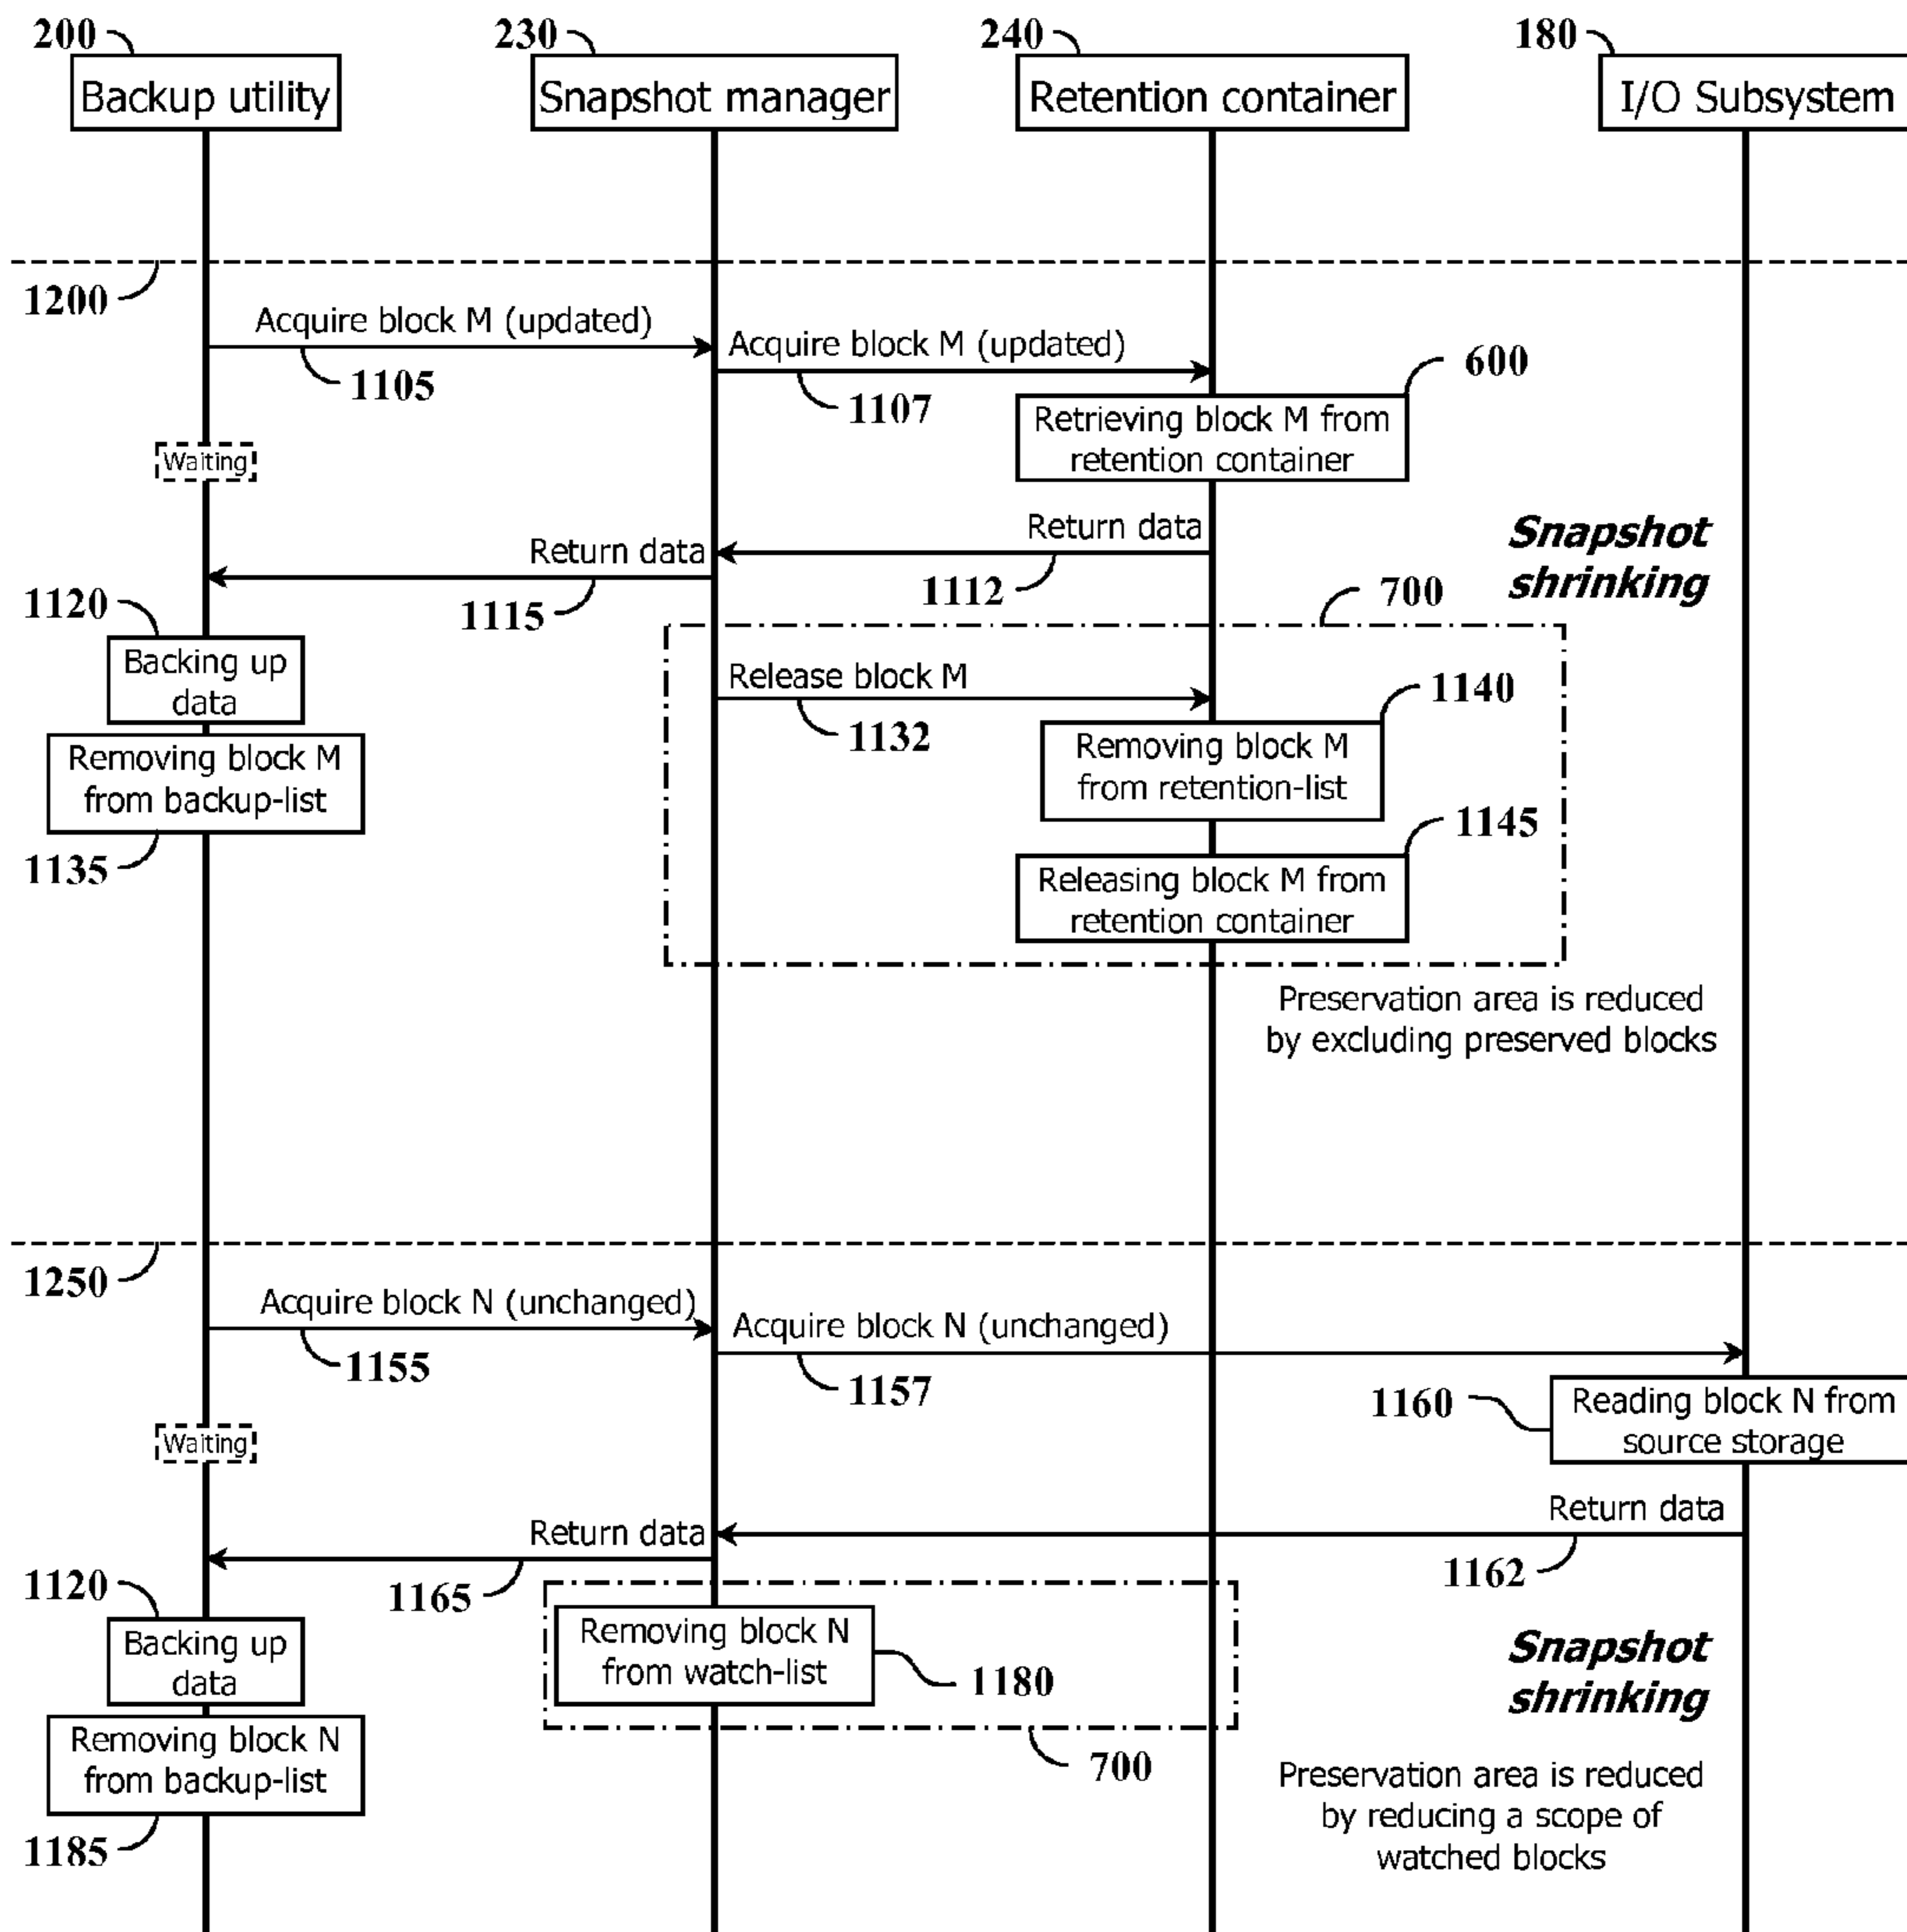 200
230
240
180
Backup utility
Snapshot manager
Retention container
I/O Subsystem
1200
Acquire block M (updated)
1105
Acquire block M (updated)
1107
600
Retrieving block M from
retention container
Waiting
Return data
1112
Return data
1115
Snapshot
shrinking
700
1120
Backing up
data
Release block M
1132
1140
Removing block M
from retention-list
Removing block M
from backup-list
1135
1145
Releasing block M from
retention container
Preservation area is reduced
by excluding preserved blocks
1250
Acquire block N (unchanged)
1155
Acquire block N (unchanged)
1157
1160
Reading block N from
source storage
Waiting
Return data
1162
Return data
1165
1120
Backing up
data
Removing block N
from watch-list
1180
700
Snapshot
shrinking
Removing block N
from backup-list
1185
Preservation area is reduced
by reducing a scope of
watched blocks